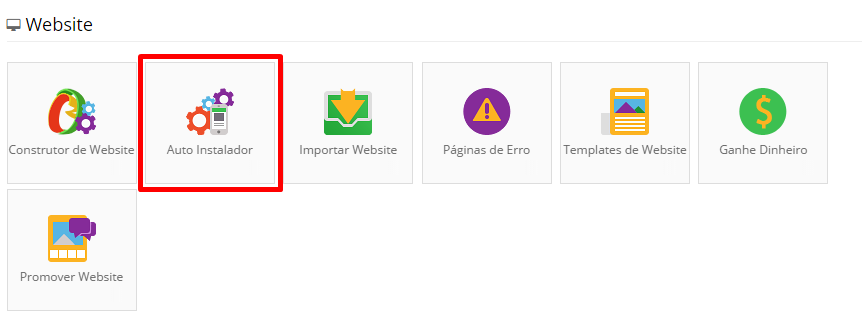 Website
Construtor de Website
Auto Instalador
Importar Website
Páginas de Erro
Templates de Website
Ganhe Dinheiro
Promover Website